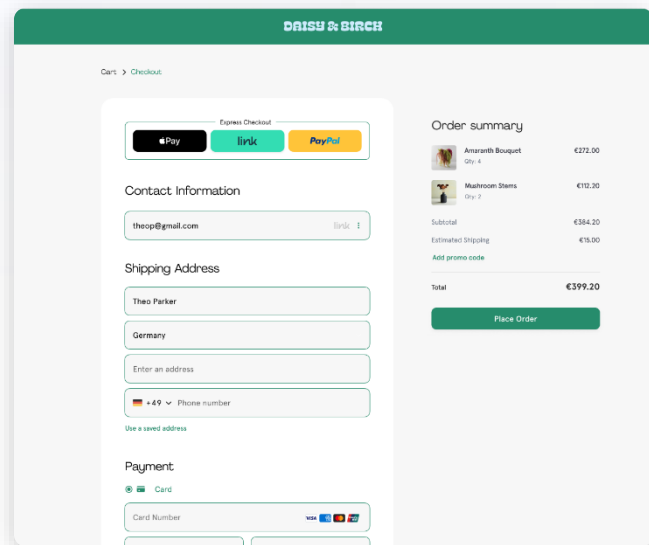 DAISY & BIRCH
Cart > Checkout
Express Checkout
Pay
link
PayPal
Contact Information
theop@gmail.com
link
Shipping Address
Theo Parker
Germany
Enter an address
+49 Phone number
Use a saved address
Payment
Card
Card Number
VISA
Order summary
Amaranth Bouquet €272.00
Qty: 4
Mushroom Stems €112.20
Qty: 2
Subtotal €384.20
Estimated Shipping €15.00
Add promo code
Total €399.20
Place Order